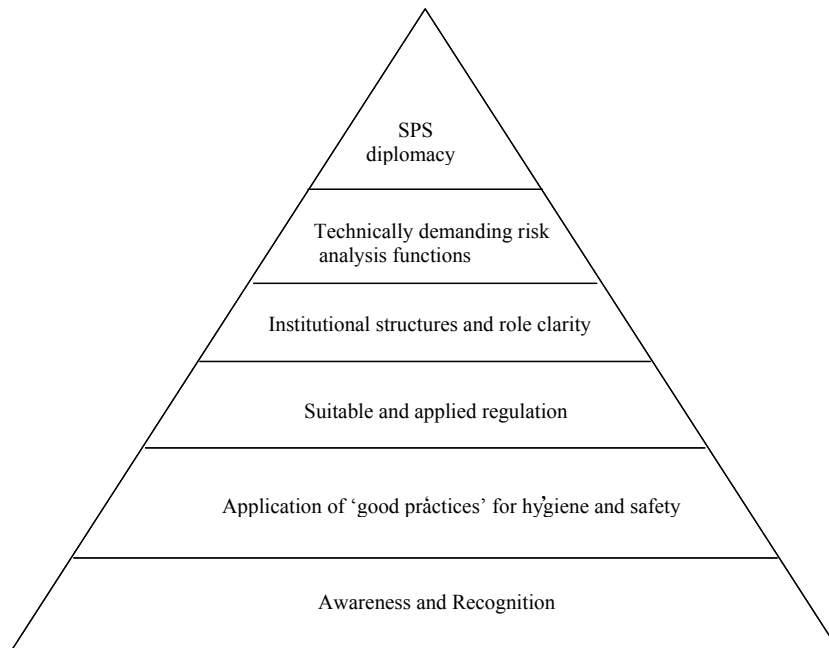 SPS
diplomacy
Technically demanding risk
analysis functions
Institutional structures and role clarity
Suitable and applied regulation
Application of ‘good practices’ for hygiene and safety
Awareness and Recognition